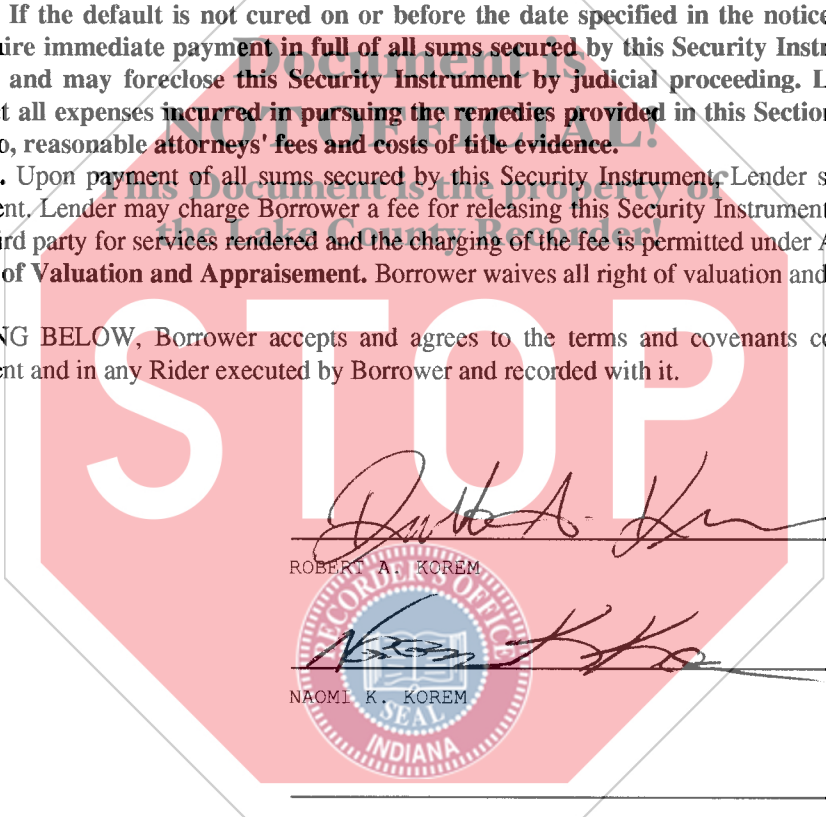 If the default is not cured on or before the date specified in the notice
ire immediate payment in full of all sums secured by this Security Instr
and may foreclose this Security Instrument by judicial proceeding. L
Document is
t all expenses incurred in pursuing the remedies provided in this Section
NOT OFFICIAL!
o, reasonable attorneys' fees and costs of title evidence.
. Upon payment of all sums secured by this Security Instrument, Lender s
This Document is the property of
ent. Lender may charge Borrower a fee for releasing this Security Instrument
the Lake County Recorder!
ird party for services rendered and the charging of the fee is permitted under A
of Valuation and Appraisement. Borrower waives all right of valuation and
STOP
NG BELOW, Borrower accepts and agrees to the terms and covenants c
ent and in any Rider executed by Borrower and recorded with it.
ROBERT A. KOREM
RECORDER'S OFFICE
NAOMI K. KOREM
SEAL
INDIANA